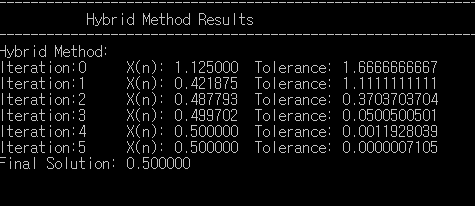 Hybrid Method Results
Hybrid Method:
Iteration:0 X(n): 1.125000 Tolerance: 1.6666666667
Iteration:1 X(n): 0.421875 Tolerance: 1.1111111111
Iteration:2 X(n): 0.487793 Tolerance: 0.3703703704
Iteration:3 X(n): 0.499702 Tolerance: 0.0500500501
Iteration:4 X(n): 0.500000 Tolerance: 0.0011928039
Iteration:5 X(n): 0.500000 Tolerance: 0.0000007105
Final Solution: 0.500000